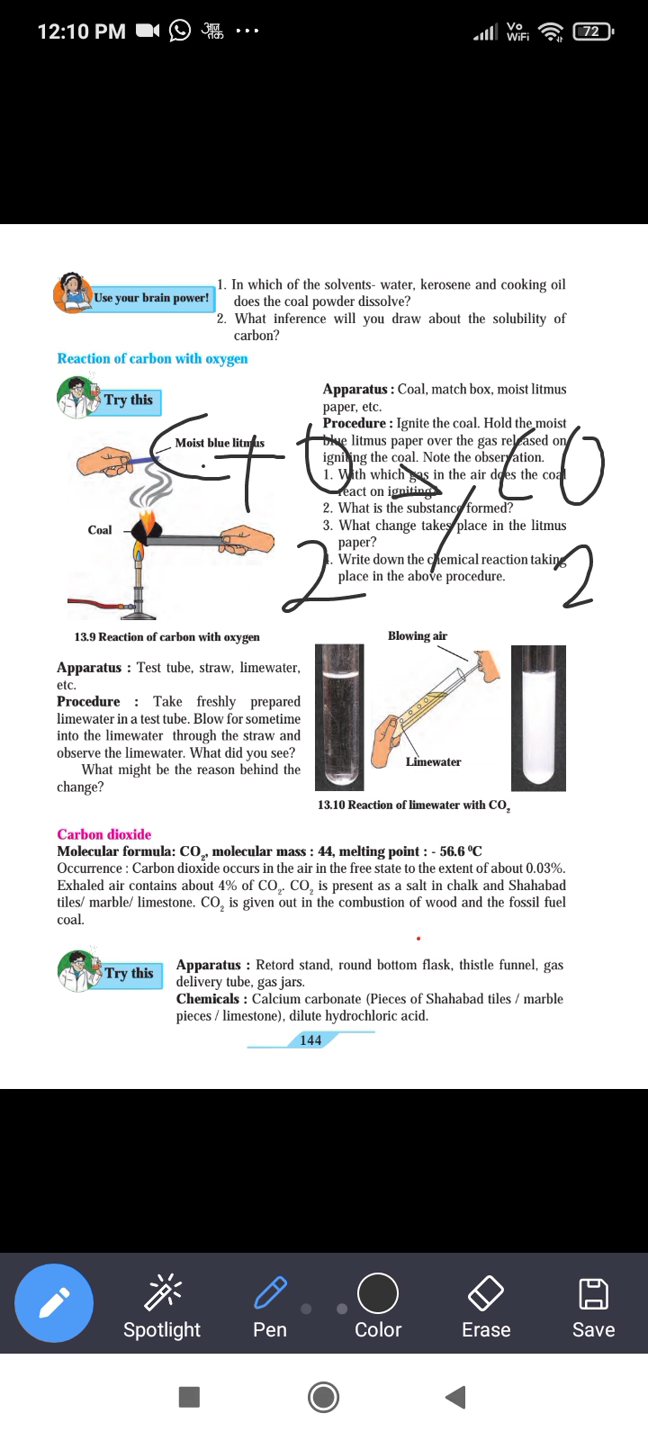 12:10 PM आज तक ... Vo WiFi 72
Use your brain power!
1. In which of the solvents- water, kerosene and cooking oil
does the coal powder dissolve?
2. What inference will you draw about the solubility of
carbon?
Reaction of carbon with oxygen
Try this
Apparatus : Coal, match box, moist litmus
paper, etc.
Procedure : Ignite the coal. Hold the moist
blue litmus paper over the gas released on
igniting the coal. Note the observation.
1. With which gas in the air does the coal
react on igniting?
2. What is the substance formed?
3. What change takes place in the litmus
paper?
4. Write down the chemical reaction taking
place in the above procedure.
Moist blue litmus
Coal
C + O2 > CO2
13.9 Reaction of carbon with oxygen
Apparatus : Test tube, straw, limewater,
etc.
Procedure : Take freshly prepared
limewater in a test tube. Blow for sometime
into the limewater through the straw and
observe the limewater. What did you see?
What might be the reason behind the
change?
Blowing air
Limewater
13.10 Reaction of limewater with CO2
Carbon dioxide
Molecular formula: CO2, molecular mass : 44, melting point : - 56.6 ⁰C
Occurrence : Carbon dioxide occurs in the air in the free state to the extent of about 0.03%.
Exhaled air contains about 4% of CO2. CO2 is present as a salt in chalk and Shahabad
tiles/ marble/ limestone. CO2 is given out in the combustion of wood and the fossil fuel
coal.
Try this
Apparatus : Retord stand, round bottom flask, thistle funnel, gas
delivery tube, gas jars.
Chemicals : Calcium carbonate (Pieces of Shahabad tiles / marble
pieces / limestone), dilute hydrochloric acid.
144
Spotlight Pen Color Erase Save